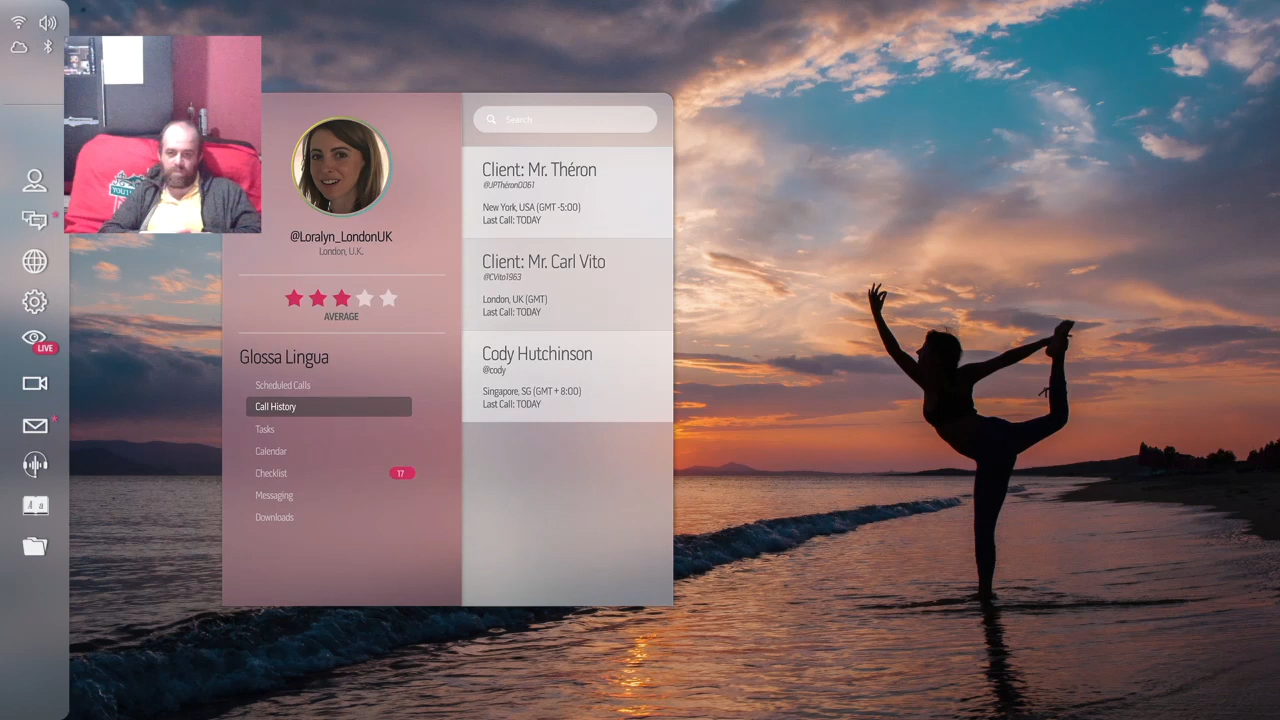 @Loralyn_LondonUK
London, U.K.
AVERAGE
Glossa Lingua
Scheduled Calls
Call History
Tasks
Calendar
Checklist 17
Messaging
Downloads
Search
Client: Mr. Théron
@JPThéron0061
New York, USA (GMT -5:00)
Last Call: TODAY
Client: Mr. Carl Vito
@CVito1963
London, UK (GMT)
Last Call: TODAY
Cody Hutchinson
@cody
Singapore, SG (GMT + 8:00)
Last Call: TODAY
LIVE
A a